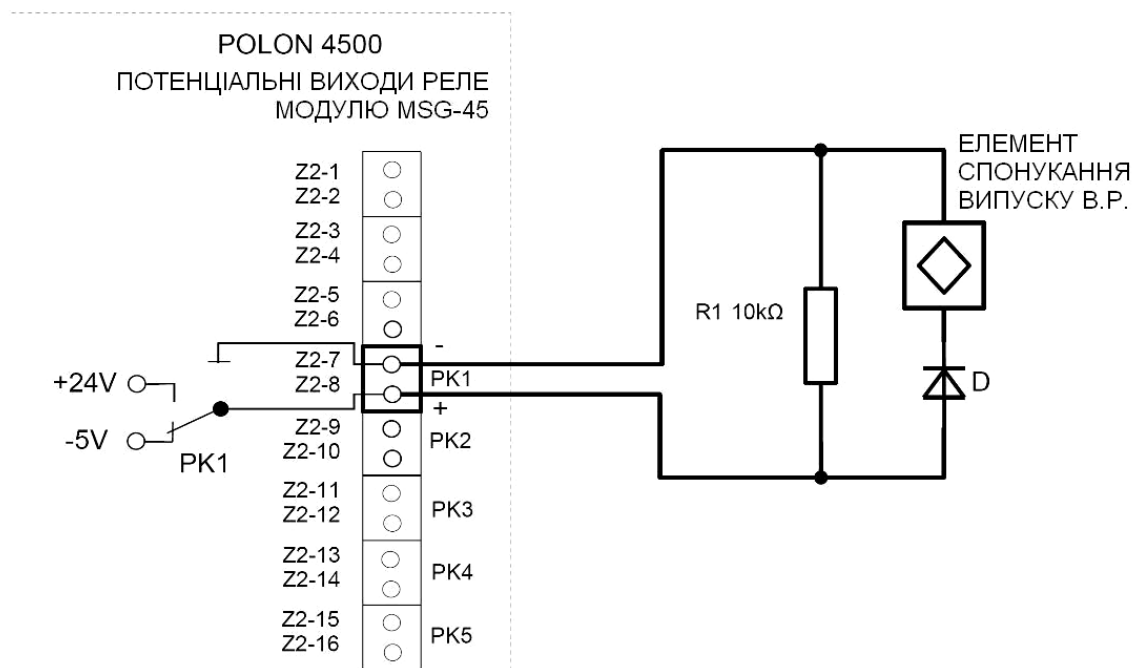 POLON 4500
ПОТЕНЦІАЛЬНІ ВИХОДИ РЕЛЕ
МОДУЛЮ MSG-45
ЕЛЕМЕНТ
СПОНУКАННЯ
ВИПУСКУ В.Р.
Z2-1
Z2-2
Z2-3
Z2-4
Z2-5
Z2-6
-
Z2-7
Z2-8
PK1
+
+24V
-5V
PK1
R1 10kΩ
D
Z2-9
Z2-10
PK2
Z2-11
Z2-12
PK3
Z2-13
Z2-14
PK4
Z2-15
Z2-16
PK5